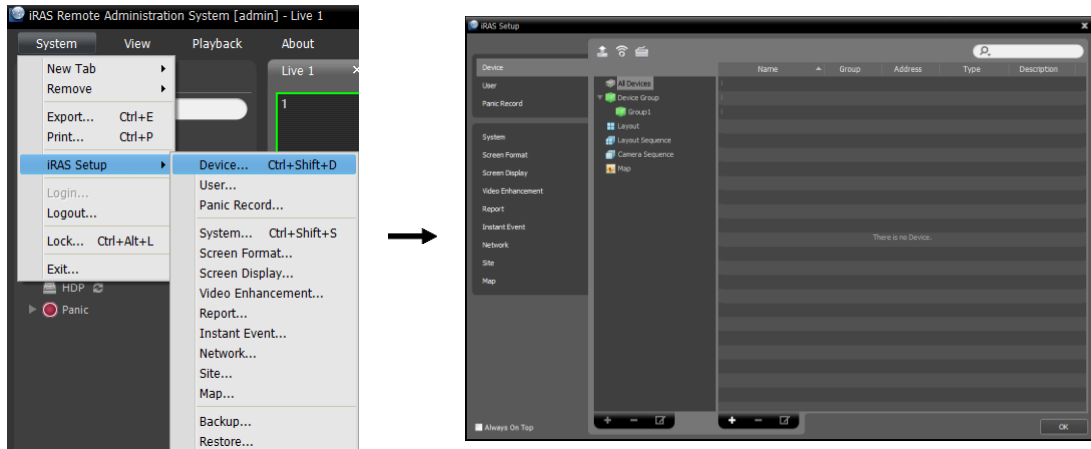 iRAS Remote Administration System [admin] - Live 1
System View Playback About
New Tab
Remove
Export... Ctrl+E
Print... Ctrl+P
iRAS Setup
Login...
Logout...
Lock... Ctrl+Alt+L
Exit...
Live 1 ×
1
HDP
Panic
Device... Ctrl+Shift+D
User...
Panic Record...
System... Ctrl+Shift+S
Screen Format...
Screen Display...
Video Enhancement...
Report...
Instant Event...
Network...
Site...
Map...
Backup...
Restore...
iRAS Setup x
Device
User
Panic Record
System
Screen Format
Screen Display
Video Enhancement
Report
Instant Event
Network
Site
Map
All Devices
Device Group
Group1
Layout
Layout Sequence
Camera Sequence
Map
Name Group Address Type Description
There is no Device.
Always On Top
OK